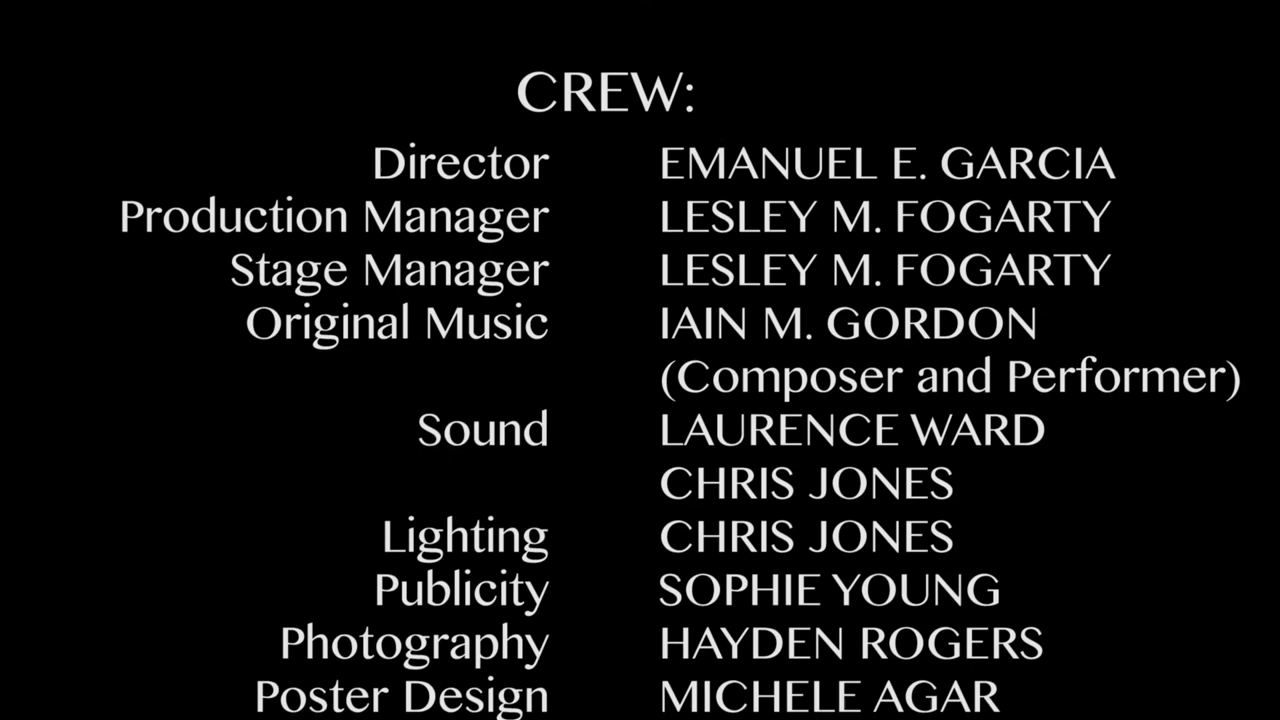 CREW:
Director EMANUEL E. GARCIA
Production Manager LESLEY M. FOGARTY
Stage Manager LESLEY M. FOGARTY
Original Music IAIN M. GORDON
(Composer and Performer)
Sound LAURENCE WARD
CHRIS JONES
Lighting CHRIS JONES
Publicity SOPHIE YOUNG
Photography HAYDEN ROGERS
Poster Design MICHELE AGAR